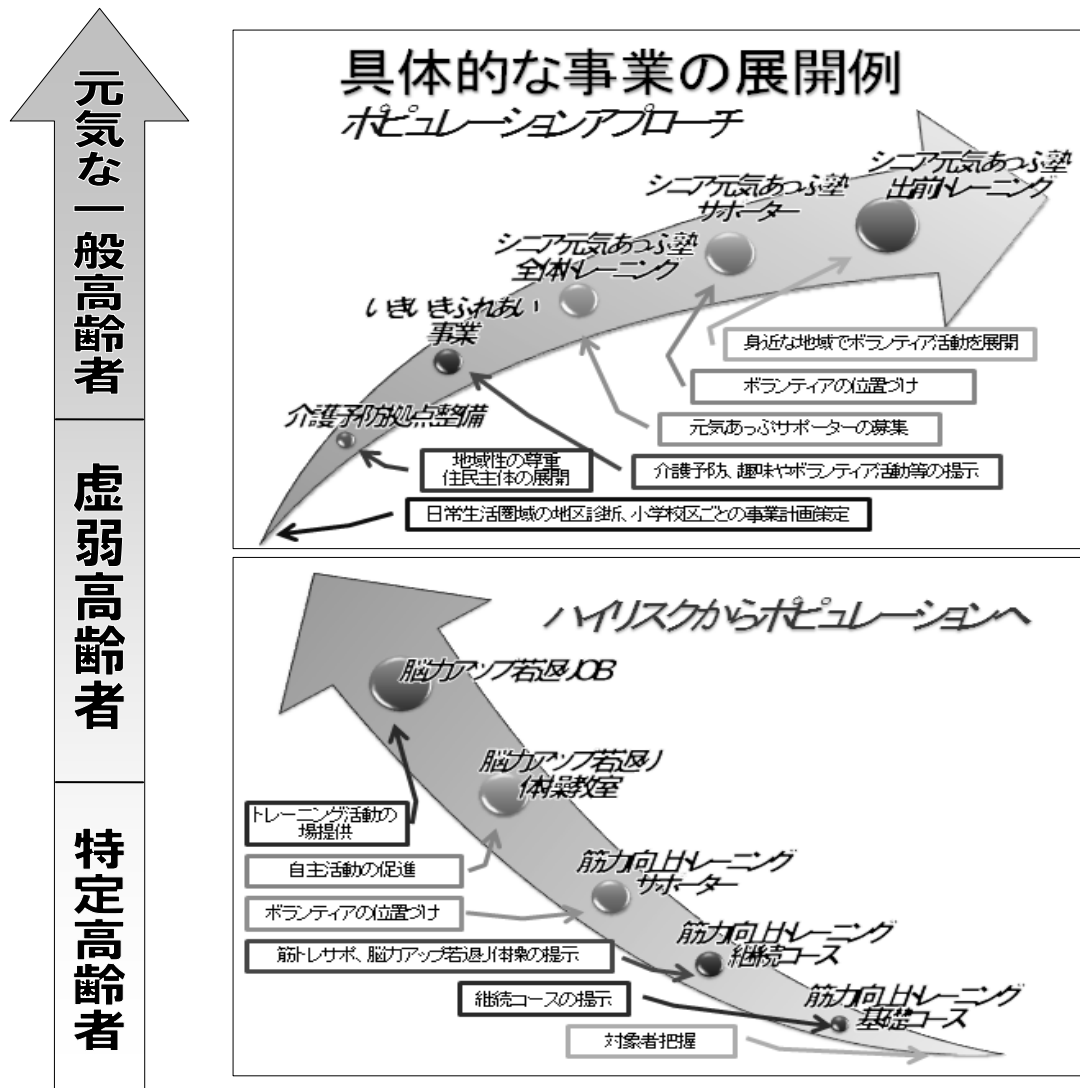 元気な一般高齢者
虚弱高齢者
特定高齢者
具体的な事業の展開例
ポピュレーションアプローチ
シニア元気あっぷ塾
出前トレーニング
シニア元気あっぷ塾
サポーター
シニア元気あっぷ塾
全体トレーニング
いきいきふれあい
事業
介護予防拠点整備
身近な地域でボランティア活動を展開
ボランティアの位置づけ
元気あっぷサポーターの募集
地域性の尊重
住民主体の展開
介護予防、趣味やボランティア活動等の提示
日常生活圏域の地区診断、小学校区ごとの事業計画策定
ハイリスクからポピュレーションへ
脳力アップ若返りJOB
脳力アップ若返り
体操教室
トレーニング活動の
場提供
自主活動の促進
筋力向上トレーニング
サポーター
ボランティアの位置づけ
筋力向上トレーニング
継続コース
筋トレサポ、脳力アップ若返り体操の提示
継続コースの提示
筋力向上トレーニング
基礎コース
対象者把握